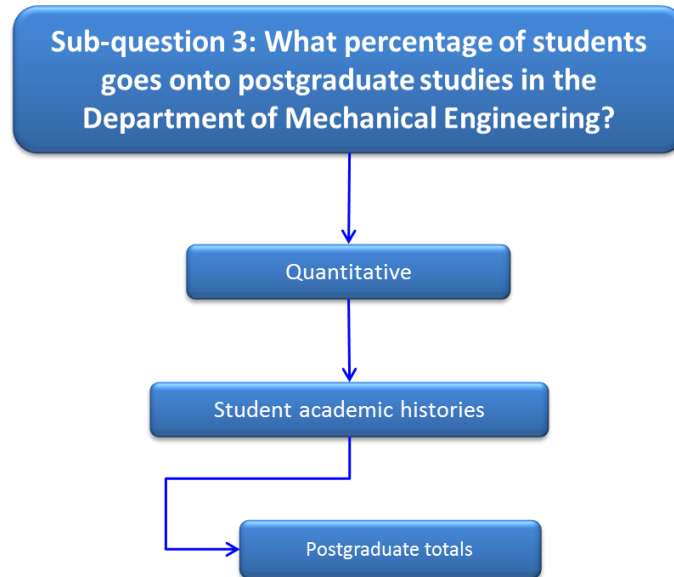 Sub-question 3: What percentage of students
goes onto postgraduate studies in the
Department of Mechanical Engineering?
Quantitative
Student academic histories
Postgraduate totals